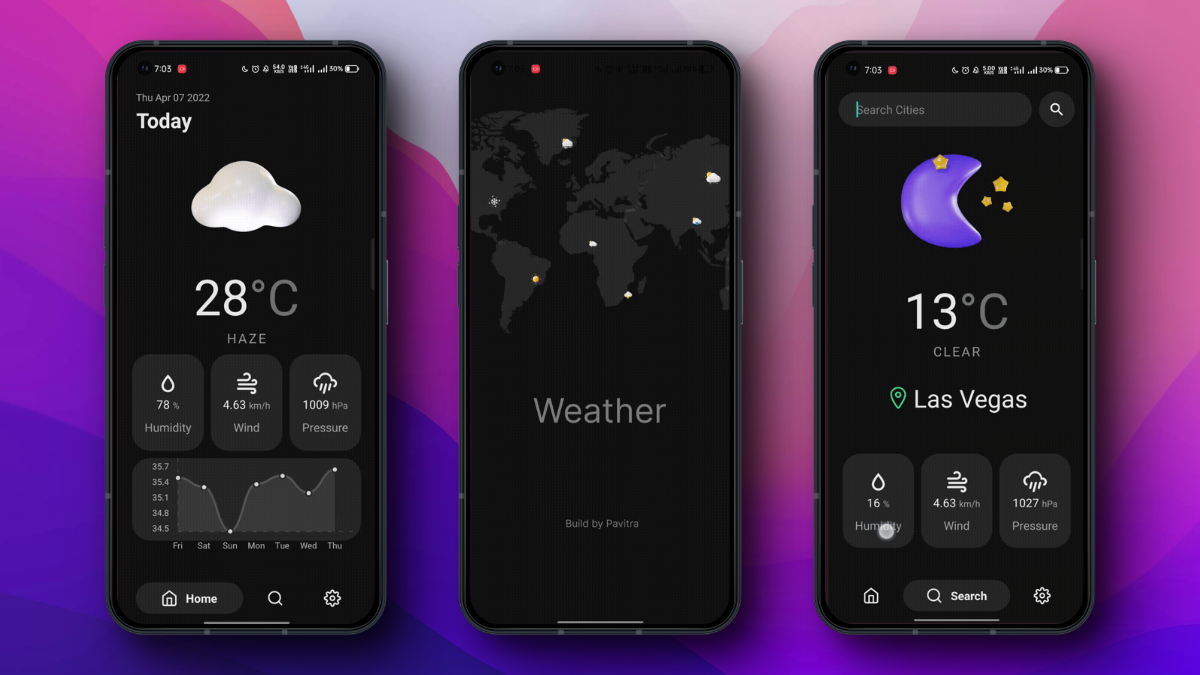 7:03
30%
Thu Apr 07 2022
Today
28°C
HAZE
78 %
4.63 km/h
1009 hPa
Humidity
Wind
Pressure
35.7
35.4
35.1
34.8
34.5
Fri Sat Sun Mon Tue Wed Thu
Home
Weather
Build by Pavitra
7:03
30%
Search Cities
13°C
CLEAR
Las Vegas
16 %
4.63 km/h
1027 hPa
Humidity
Wind
Pressure
Search